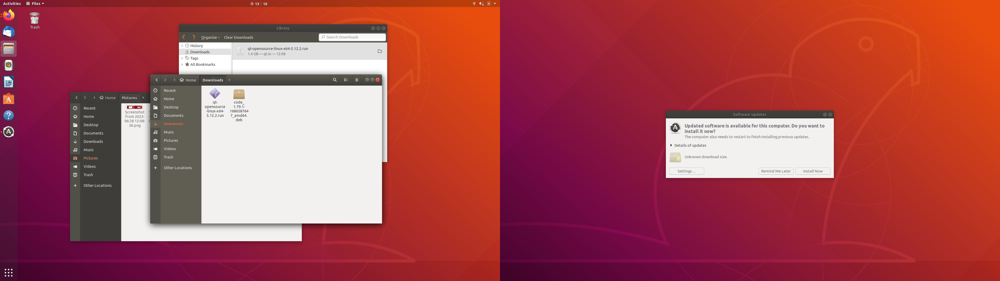 Activities
Files
수 13 : 10
Trash
Library
Organize
Clear Downloads
Search Downloads
History
Downloads
Tags
All Bookmarks
qt-opensource-linux-x64-5.12.2.run
1.4 GB — qt.io — 12:08
Home
Downloads
Recent
Home
Desktop
Documents
Downloads
Music
Pictures
Videos
Trash
Other Locations
qt-
opensource
-linux-x64-
5.12.2.run
code_
1.79.1-
168658764
7_amd64.
deb
Home
Pictures
Recent
Home
Desktop
Documents
Downloads
Music
Pictures
Videos
Trash
Other Locations
Screenshot
from 2023-
06-28 12-08-
36.png
Software Updater
Updated software is available for this computer. Do you want to
install it now?
The computer also needs to restart to finish installing previous updates.
Details of updates
Unknown download size.
Settings…
Remind Me Later
Install Now